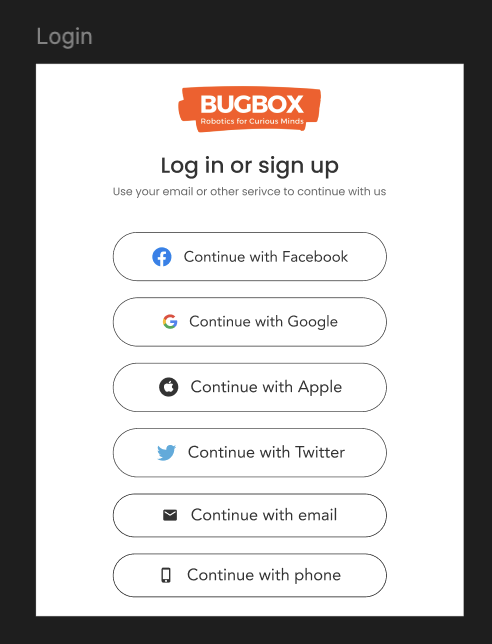 Login
BUGBOX
Robotics for Curious Minds
Log in or sign up
Use your email or other serivce to continue with us
Continue with Facebook
Continue with Google
Continue with Apple
Continue with Twitter
Continue with email
Continue with phone